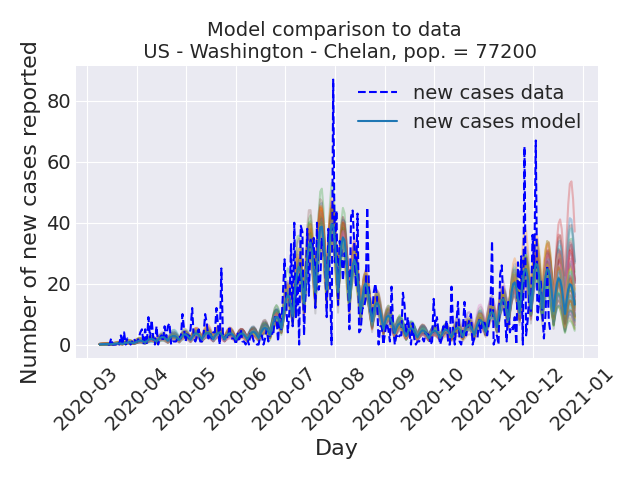 Model comparison to data
US - Washington - Chelan, pop. = 77200
new cases data
new cases model
Number of new cases reported
80
60
40
20
0
2020-03
2020-04
2020-05
2020-06
2020-07
2020-08
2020-09
2020-10
2020-11
2020-12
2021-01
Day